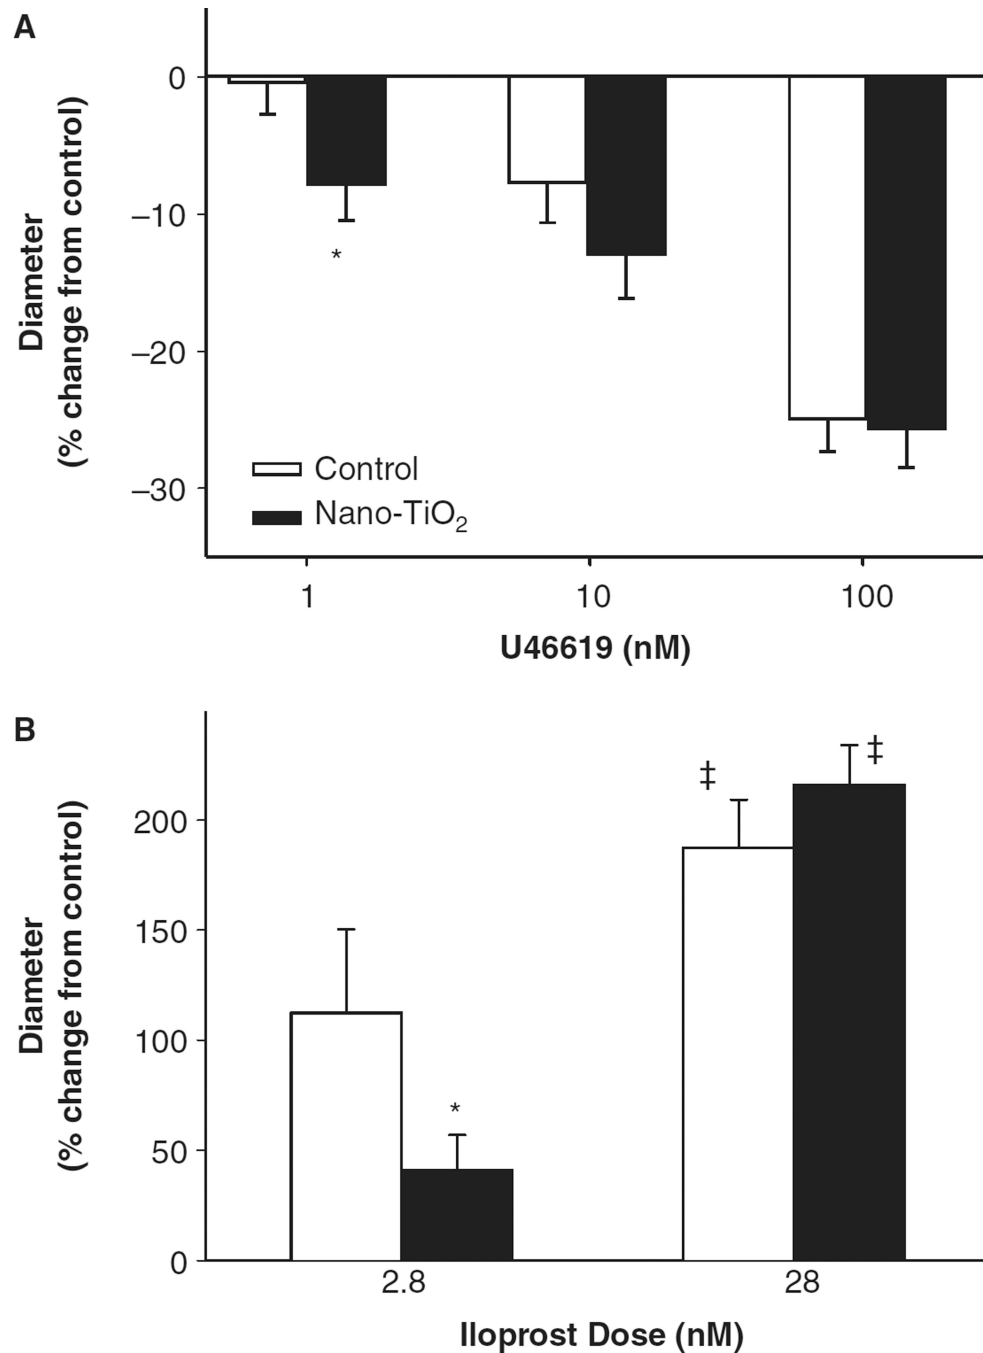 A
Diameter
(% change from control)
0
–10
*
–20
–30
Control
Nano-TiO₂
1 10 100
U46619 (nM)
B
Diameter
(% change from control)
‡ ‡
200
150
100
*
50
0
2.8 28
Iloprost Dose (nM)